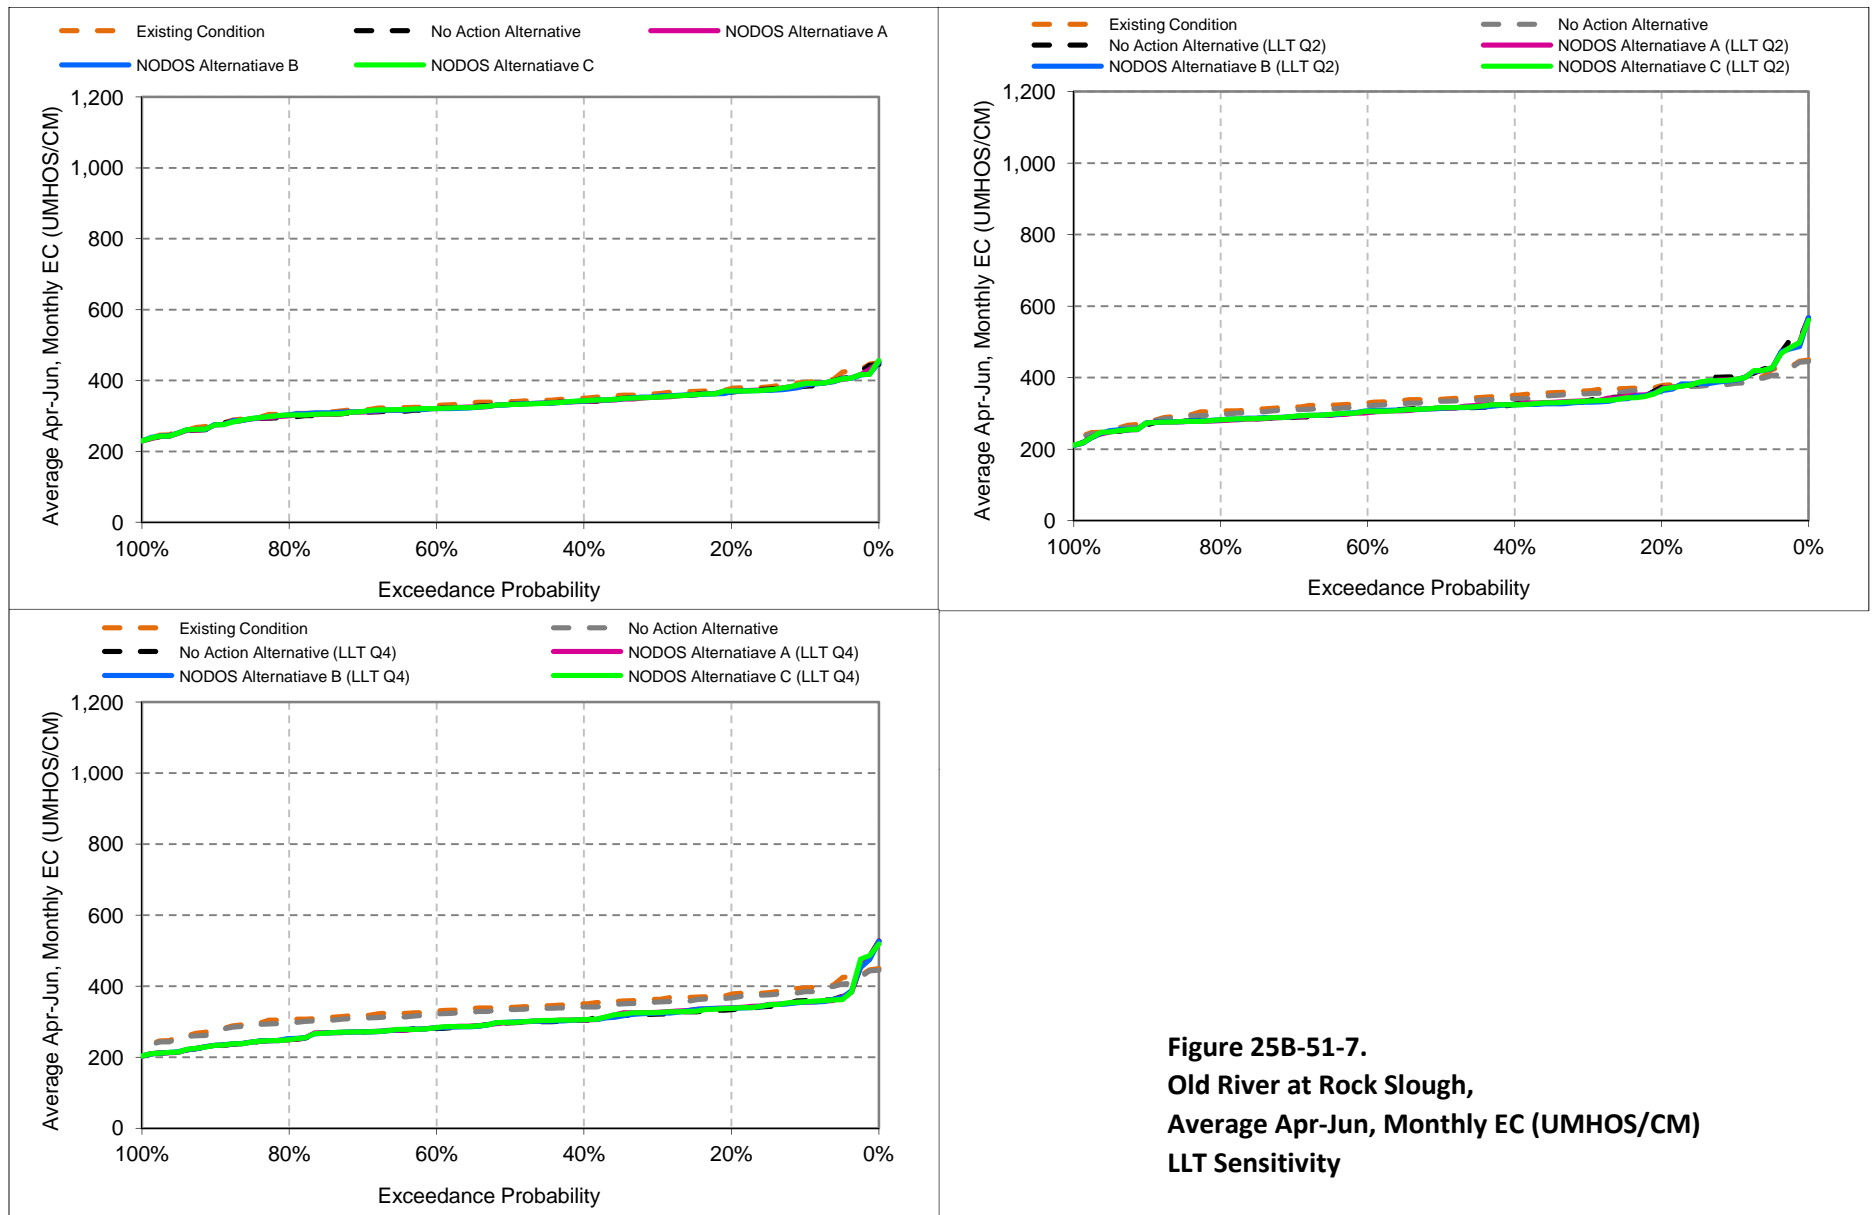 Existing Condition
No Action Alternative
NODOS Alternatiave A
NODOS Alternatiave B
NODOS Alternatiave C
Average Apr-Jun, Monthly EC (UMHOS/CM)
1,200
1,000
800
600
400
200
0
100% 80% 60% 40% 20% 0%
Exceedance Probability
Existing Condition
No Action Alternative
No Action Alternative (LLT Q2)
NODOS Alternatiave A (LLT Q2)
NODOS Alternatiave B (LLT Q2)
NODOS Alternatiave C (LLT Q2)
Average Apr-Jun, Monthly EC (UMHOS/CM)
1,200
1,000
800
600
400
200
0
100% 80% 60% 40% 20% 0%
Exceedance Probability
Existing Condition
No Action Alternative
No Action Alternative (LLT Q4)
NODOS Alternatiave A (LLT Q4)
NODOS Alternatiave B (LLT Q4)
NODOS Alternatiave C (LLT Q4)
Average Apr-Jun, Monthly EC (UMHOS/CM)
1,200
1,000
800
600
400
200
0
100% 80% 60% 40% 20% 0%
Exceedance Probability
Figure 25B-51-7.
Old River at Rock Slough,
Average Apr-Jun, Monthly EC (UMHOS/CM)
LLT Sensitivity